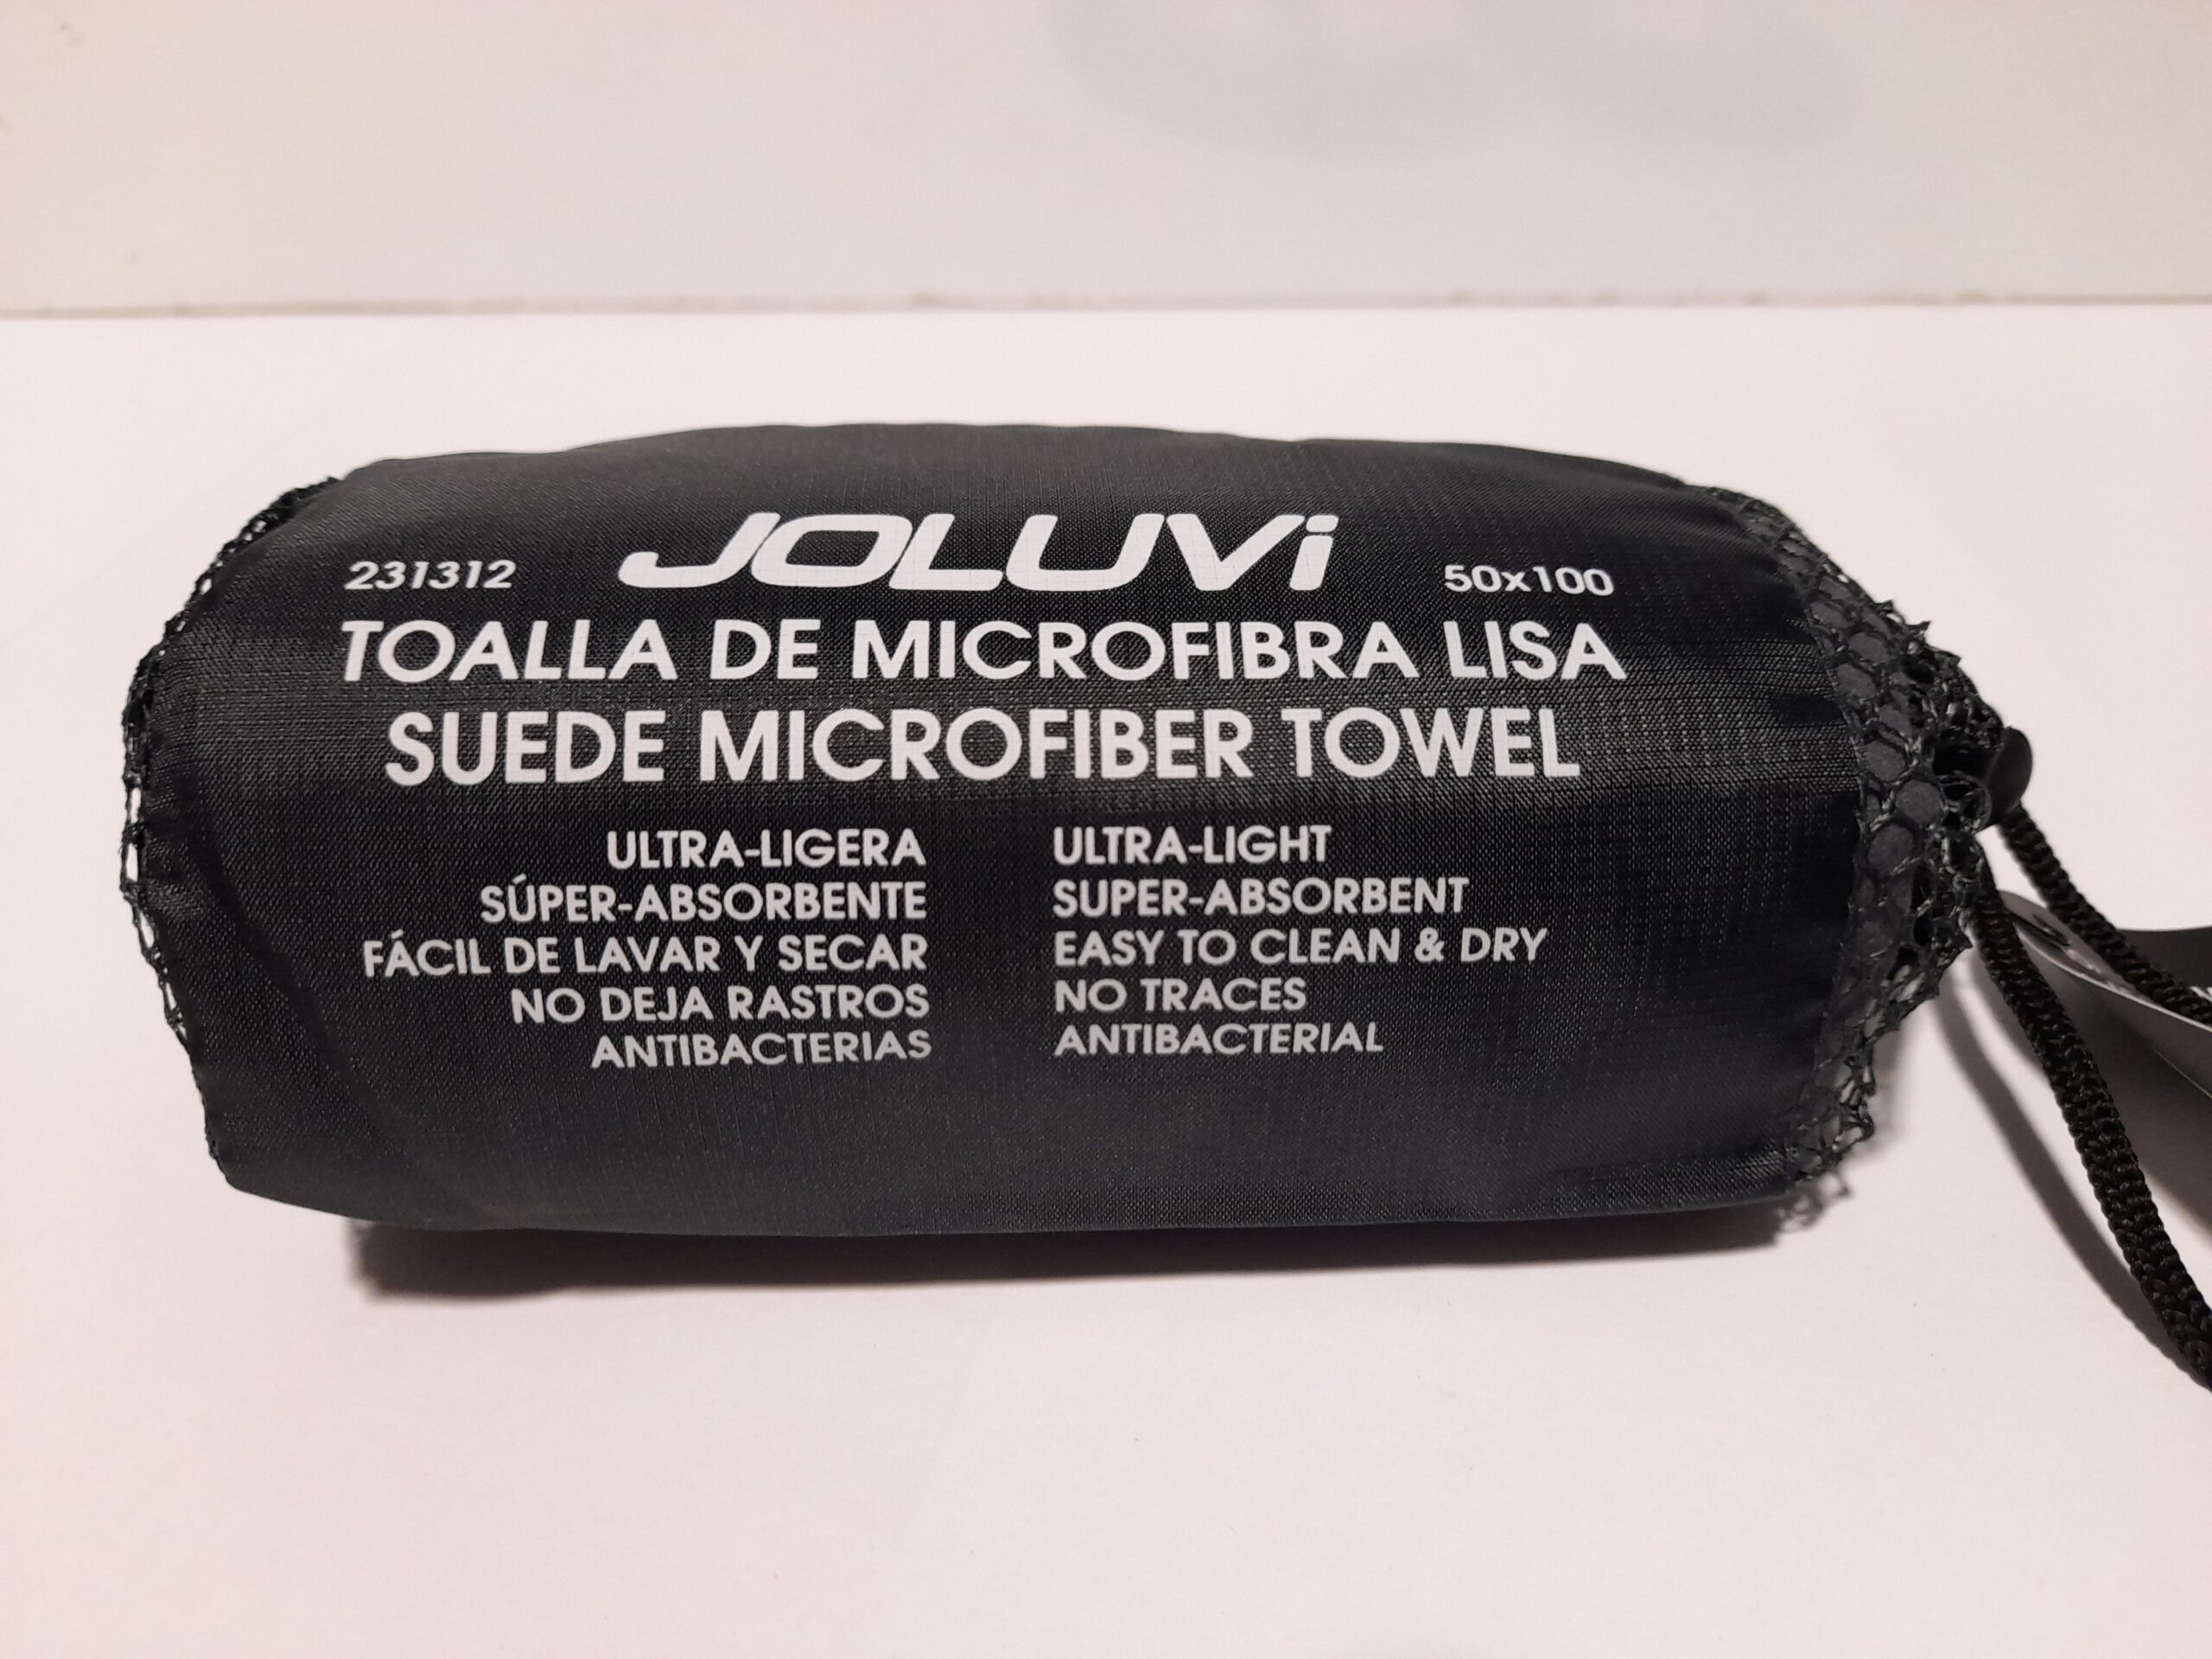 JOLUVi
231312 50x100
TOALLA DE MICROFIBRA LISA
SUEDE MICROFIBER TOWEL
ULTRA-LIGERA
SÚPER-ABSORBENTE
FÁCIL DE LAVAR Y SECAR
NO DEJA RASTROS
ANTIBACTERIAS
ULTRA-LIGHT
SUPER-ABSORBENT
EASY TO CLEAN & DRY
NO TRACES
ANTIBACTERIAL